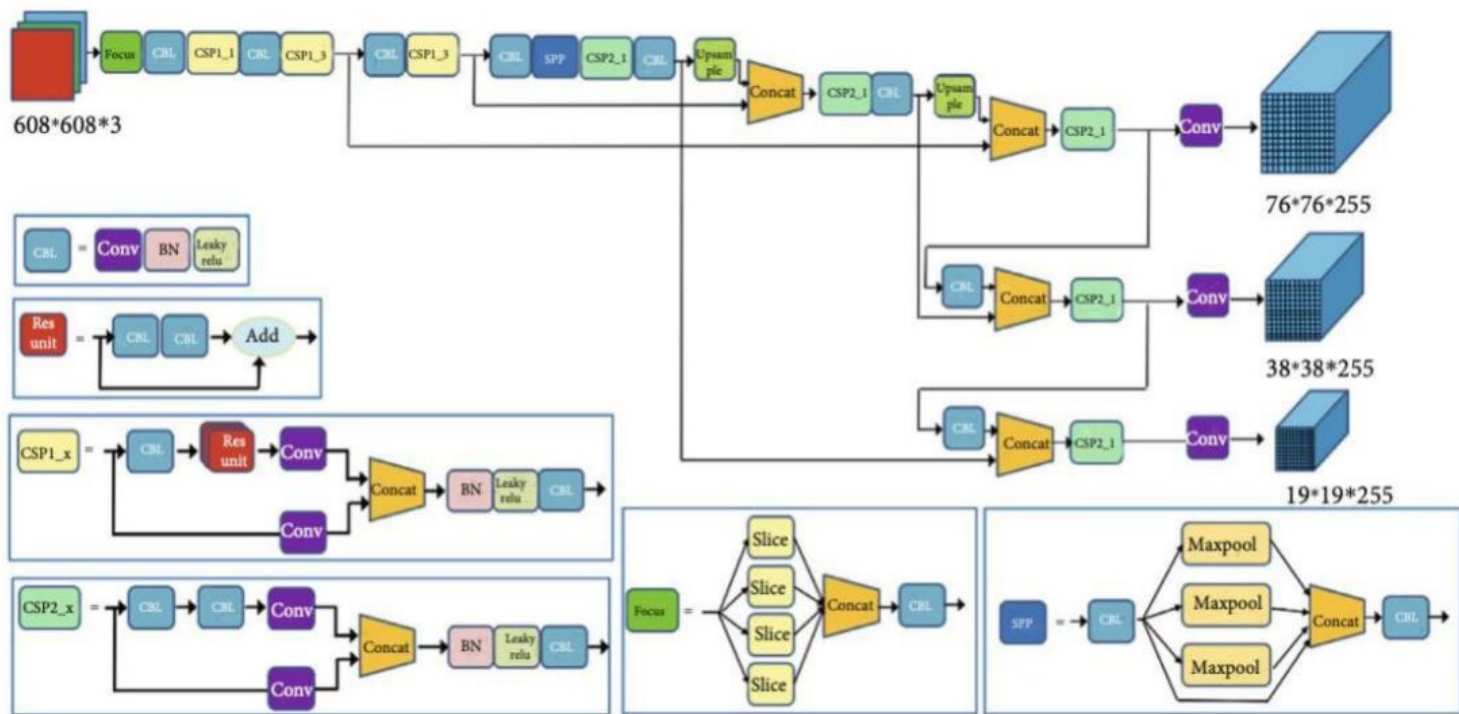 Focus CBL CSP1_1 CBL CSP1_3 CBL CSP1_3 CBL SPP CSP2_1 CBL
Upsam
ple
Concat
CSP2_1 CBL
Upsam
ple
Concat
CSP2_1
Conv
608*608*3
76*76*255
CBL
Concat
CSP2_1
Conv
38*38*255
CBL
Concat
CSP2_1
Conv
19*19*255
CBL = Conv BN Leaky
relu
Res
unit
=
CBL CBL Add
CSP1_x = CBL Res
unit
Conv
Conv
Concat
BN Leaky
relu
CBL
CSP2_x = CBL CBL Conv
Conv
Concat
BN Leaky
relu
CBL
Focus =
Slice
Slice
Slice
Slice
Concat
CBL
SPP = CBL
Maxpool
Maxpool
Maxpool
Concat
CBL